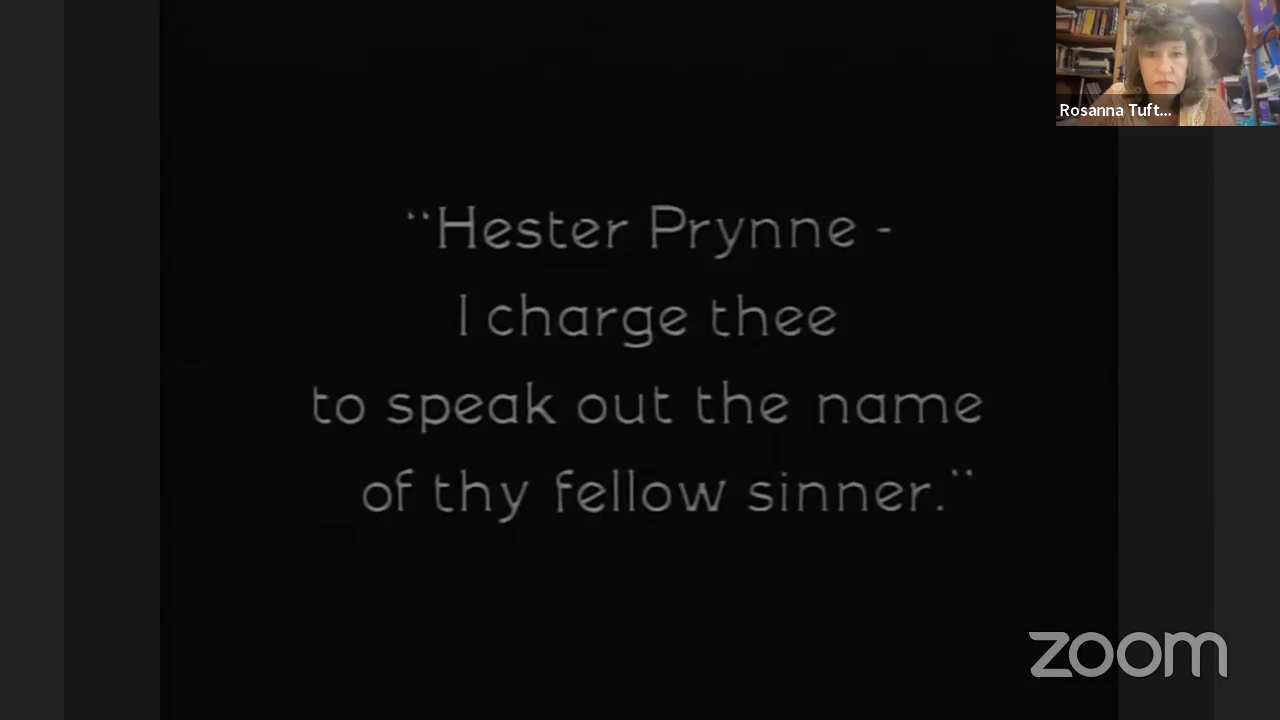 Rosanna Tuft...
"Hester Prynne -
I charge thee
to speak out the name
of thy fellow sinner."
zoom